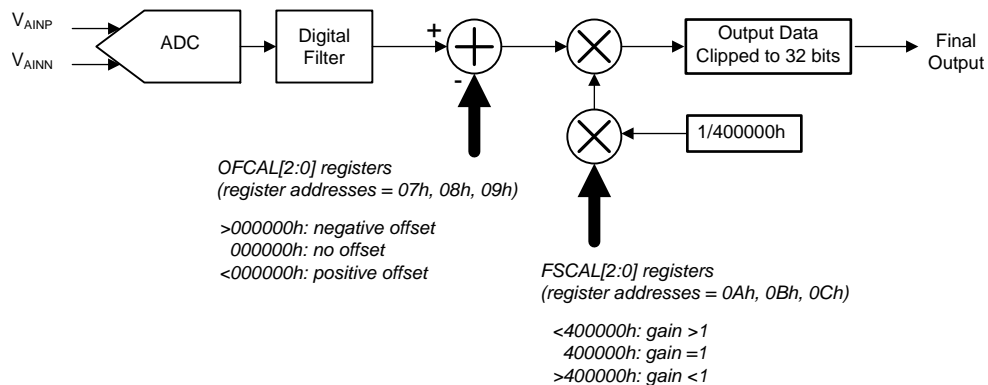 V_AINP
V_AINN
ADC
Digital
Filter
+
-
Output Data
Clipped to 32 bits
Final
Output
1/400000h
OFCAL[2:0] registers
(register addresses = 07h, 08h, 09h)
>000000h: negative offset
000000h: no offset
<000000h: positive offset
FSCAL[2:0] registers
(register addresses = 0Ah, 0Bh, 0Ch)
<400000h: gain >1
400000h: gain =1
>400000h: gain <1